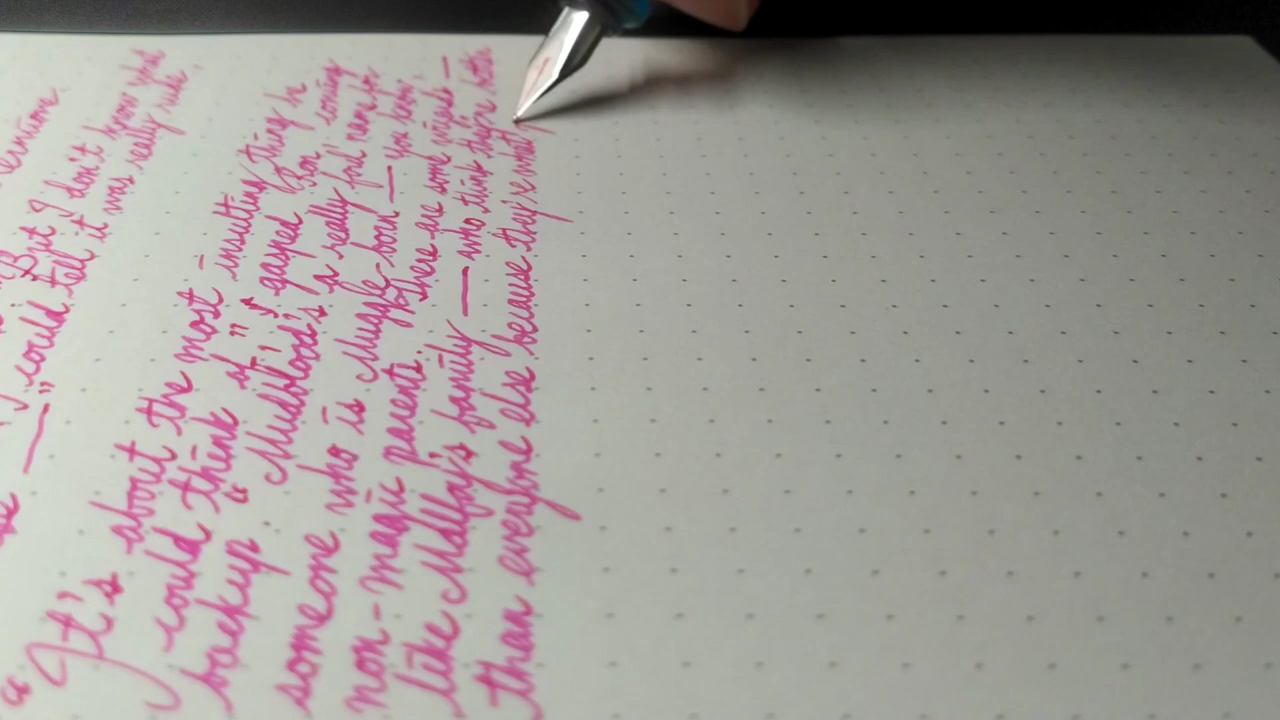 ermione.
But I don't know what
— " I could tell it was really rude.
"It's about the most insulting thing he
could think of," gasped Ron, coming
backup. "Mudblood's a really foul name for
someone who is Muggle-born — you know,
non-magic parents. There are some wizards —
like Malfoy's family — who think they're better
than everyone else because they're what p